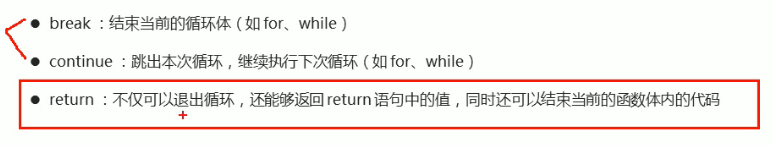 ● break ：结束当前的循环体（如 for、while）
● continue ：跳出本次循环，继续执行下次循环（如 for、while）
● return ：不仅可以退出循环，还能够返回 return 语句中的值，同时还可以结束当前的函数体内的代码